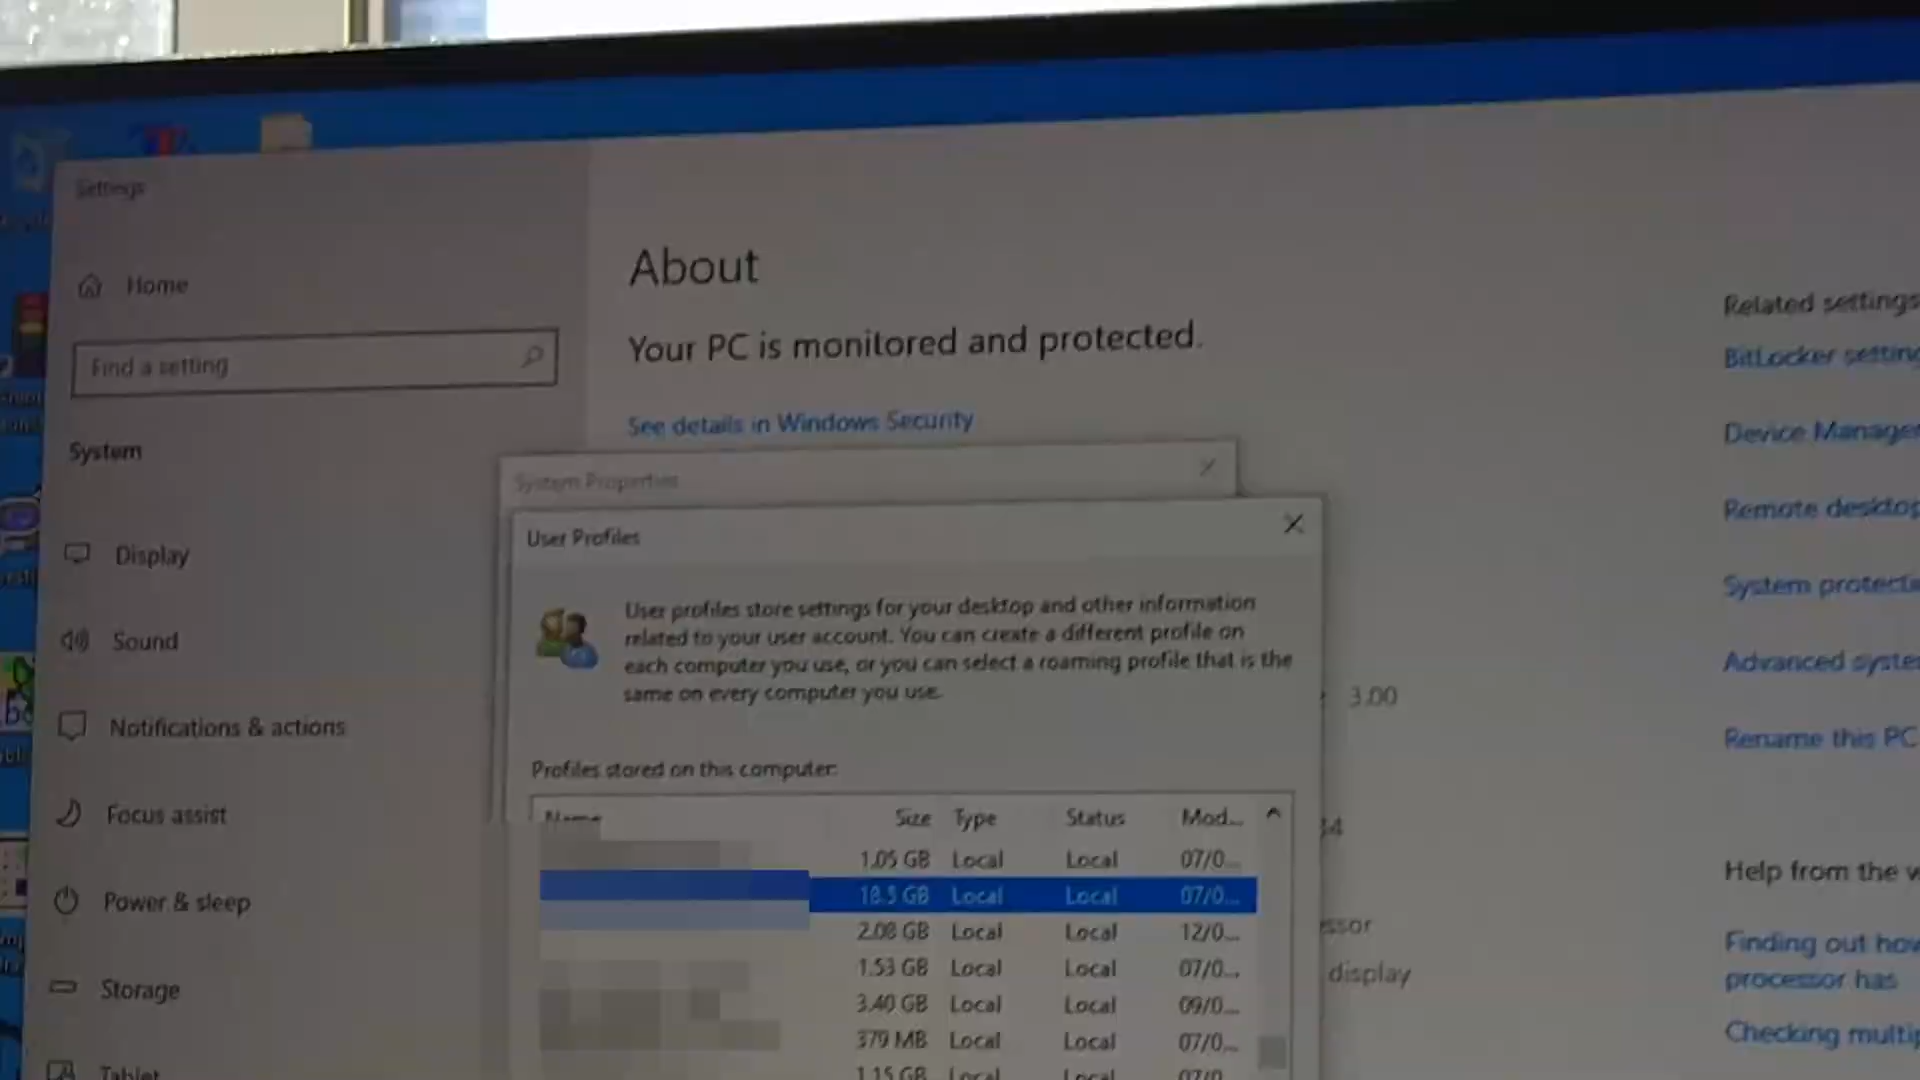 Settings
Home
Find a setting
System
Display
Sound
Notifications & actions
Focus assist
Power & sleep
Storage
Tablet
About
Your PC is monitored and protected.
See details in Windows Security
System Properties
User Profiles
User profiles store settings for your desktop and other information
related to your user account. You can create a different profile on
each computer you use, or you can select a roaming profile that is the
same on every computer you use.
Profiles stored on this computer:
Name Size Type Status Mod...
1.05 GB Local Local 07/0...
18.5 GB Local Local 07/0...
2.08 GB Local Local 12/0...
1.53 GB Local Local 07/0...
3.40 GB Local Local 09/0...
379 MB Local Local 07/0...
1.15 GB Local Local 07/0
3.00
display
Related settings
BitLocker setting
Device Manager
Remote desktop
System protecti
Advanced syste
Rename this PC
Help from the w
Finding out how
processor has
Checking multip